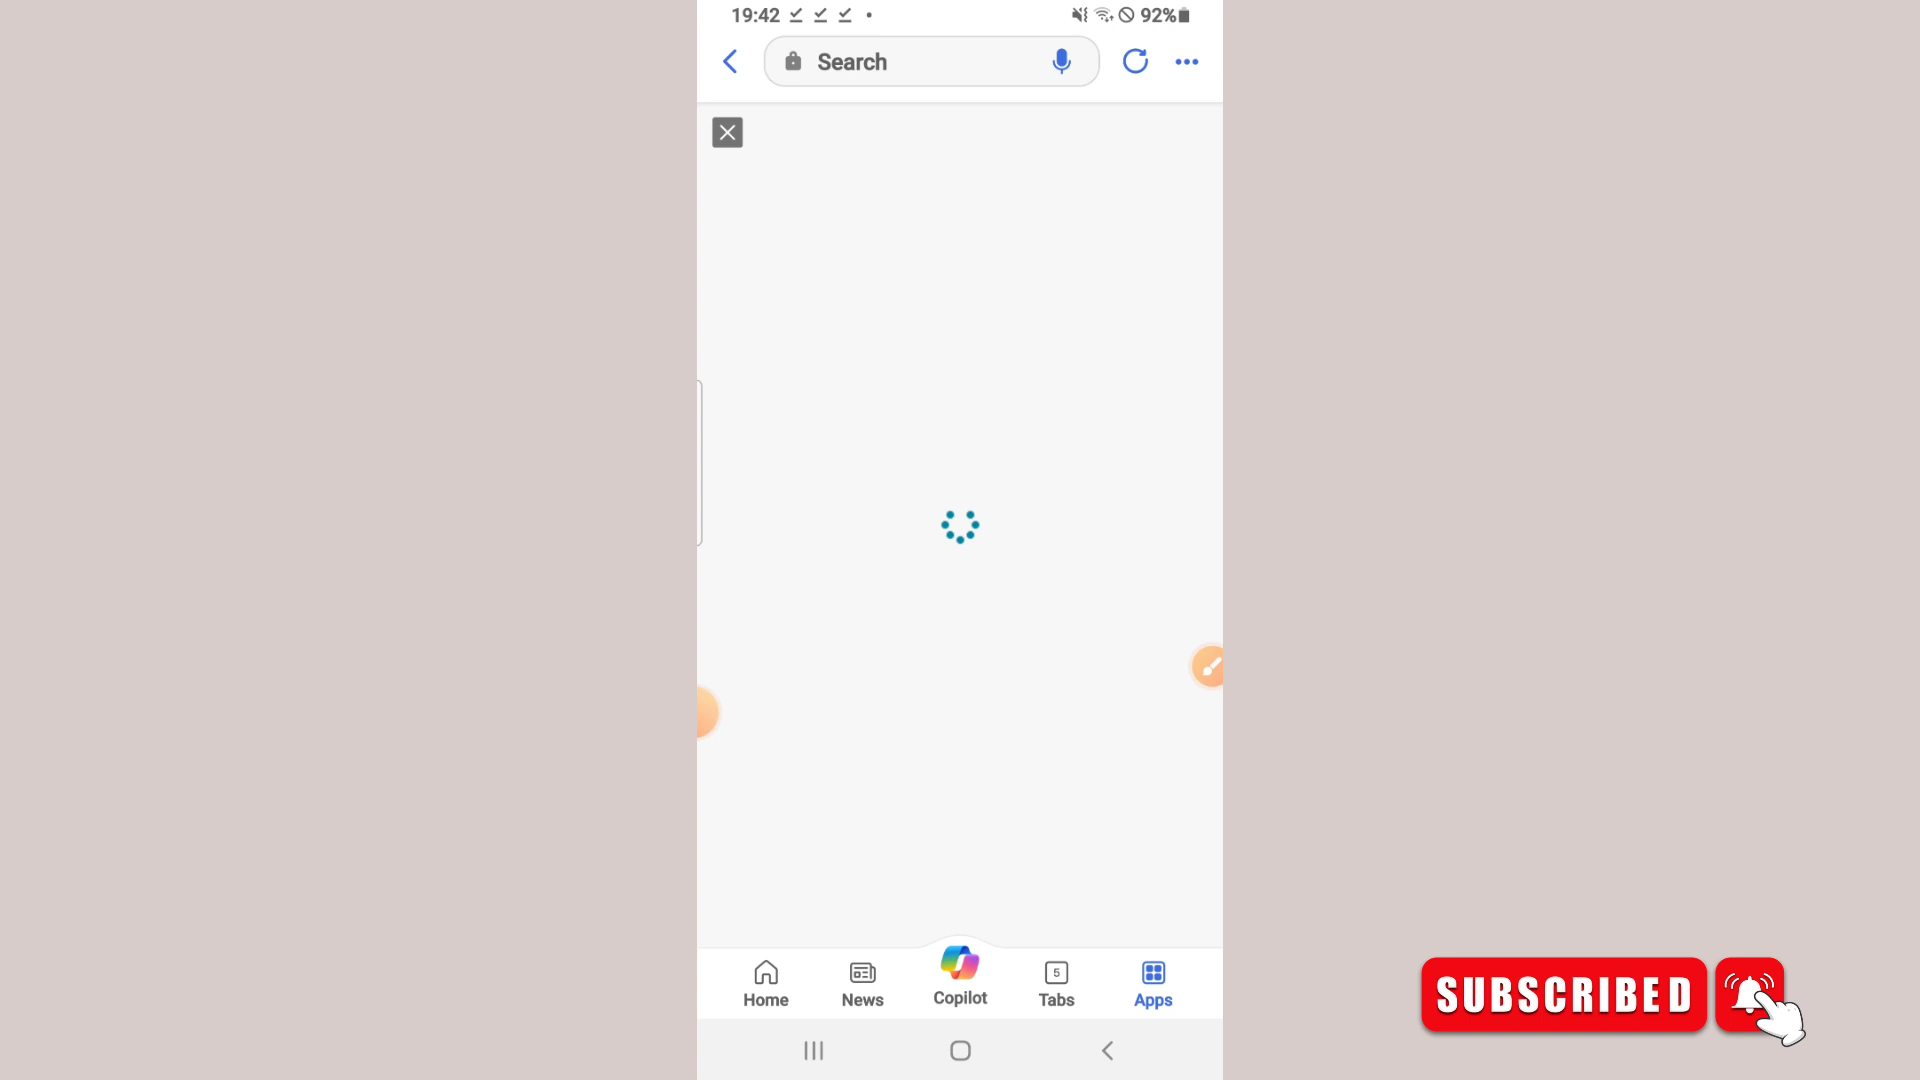 19:42
92%
Search
Home
News
Copilot
5
Tabs
Apps
SUBSCRIBED